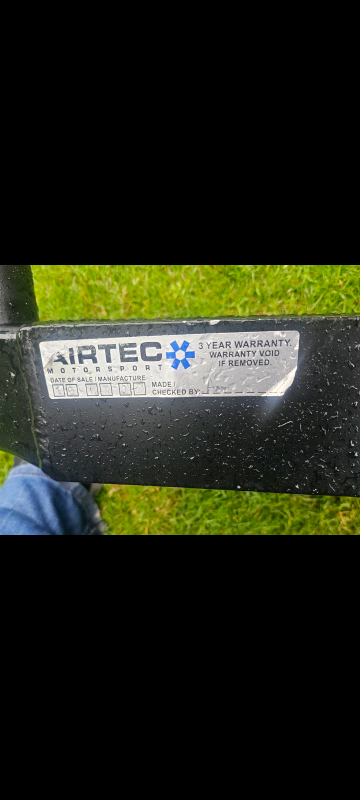 AIRTEC
MOTORSPORT
3 YEAR WARRANTY.
WARRANTY VOID
IF REMOVED.
DATE OF SALE / MANUFACTURE
MADE /
CHECKED BY: